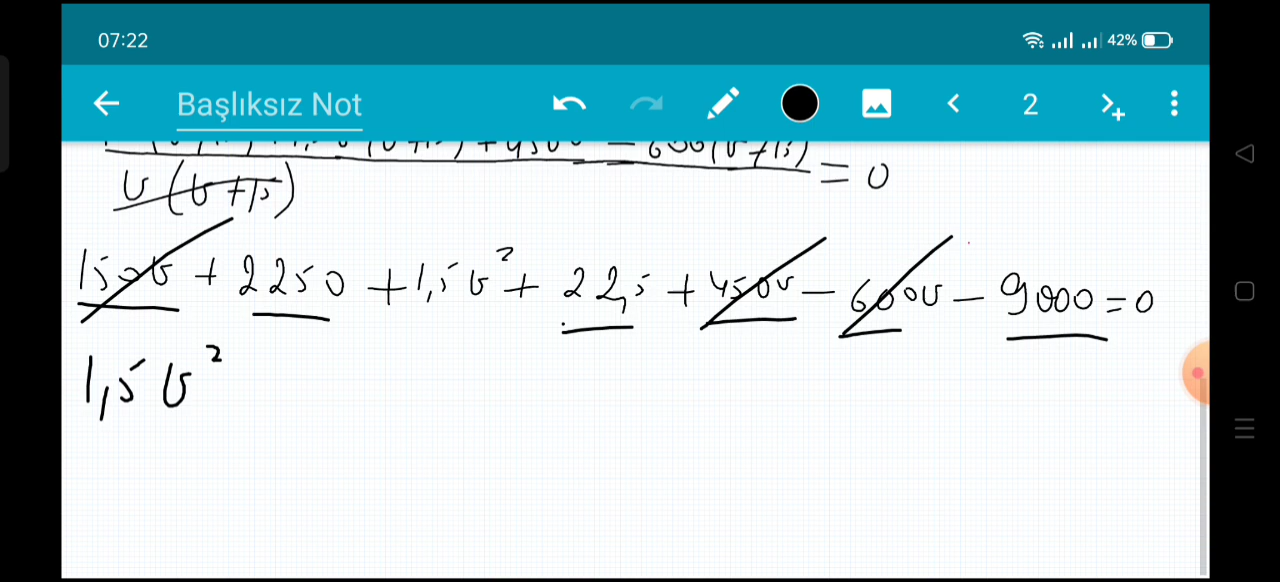 07:22 42%
Başlıksız Not 2
= 0
v(v+15)
150v + 2250 + 1,5v² + 22,5 + 450v - 600v - 9000 = 0
1,5v²